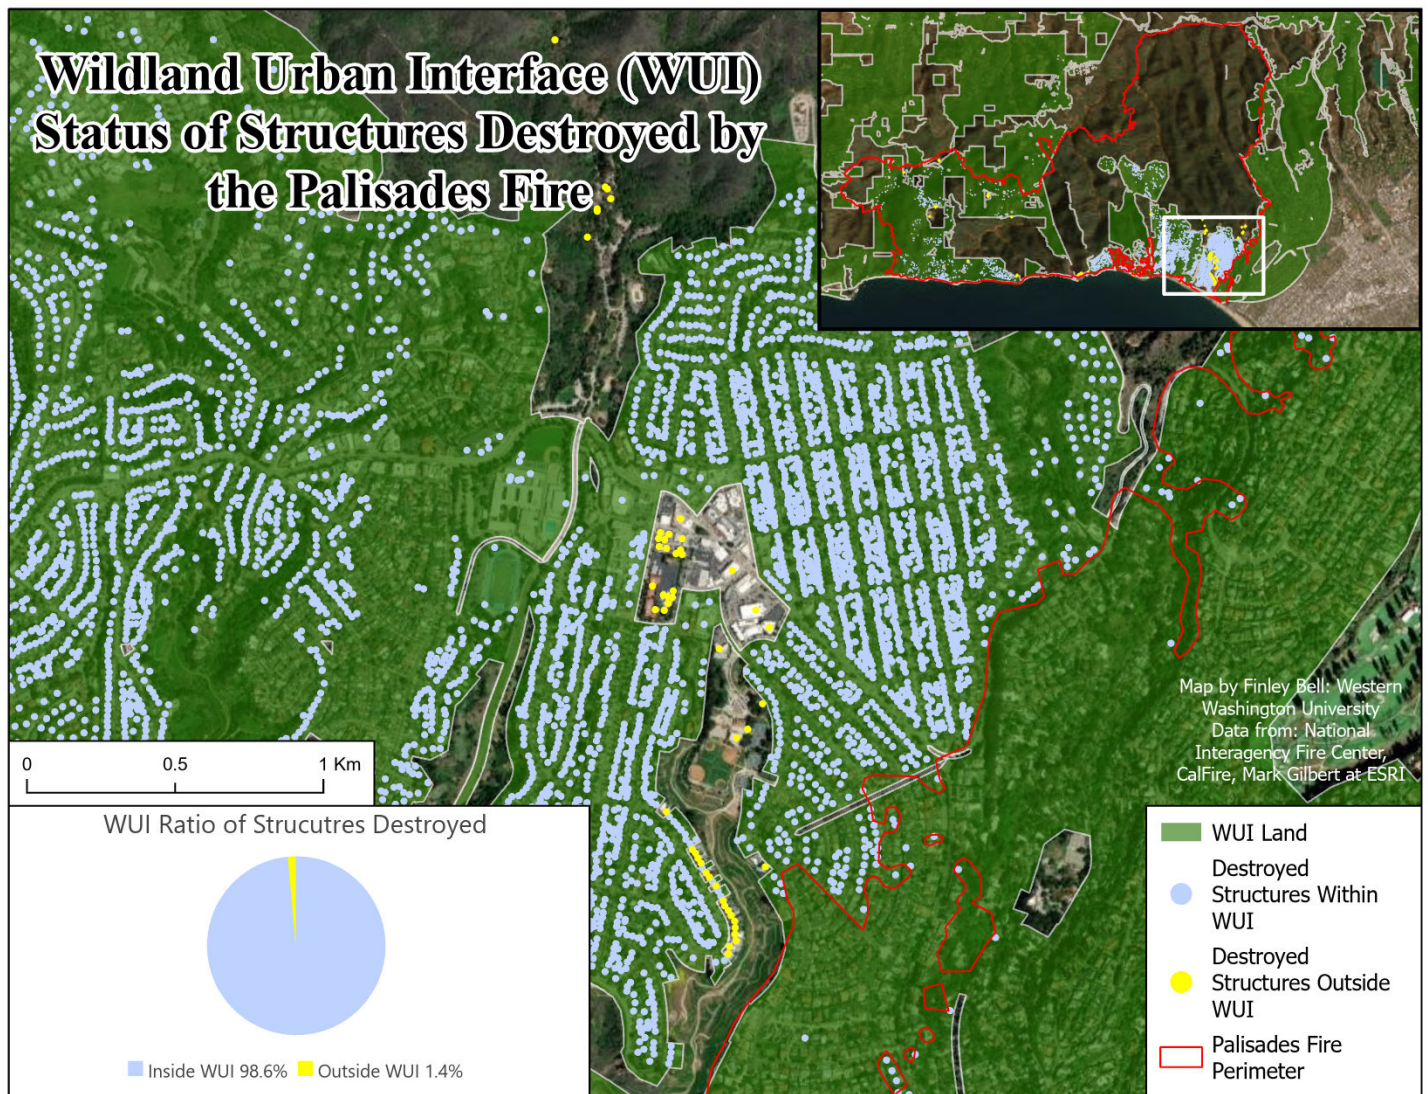 Wildland Urban Interface (WUI)
Status of Structures Destroyed by
the Palisades Fire
Map by Finley Bell: Western
Washington University
Data from: National
Interagency Fire Center,
CalFire, Mark Gilbert at ESRI
0 0.5 1 Km
WUI Ratio of Strucutres Destroyed
Inside WUI 98.6% Outside WUI 1.4%
WUI Land
Destroyed
Structures Within
WUI
Destroyed
Structures Outside
WUI
Palisades Fire
Perimeter